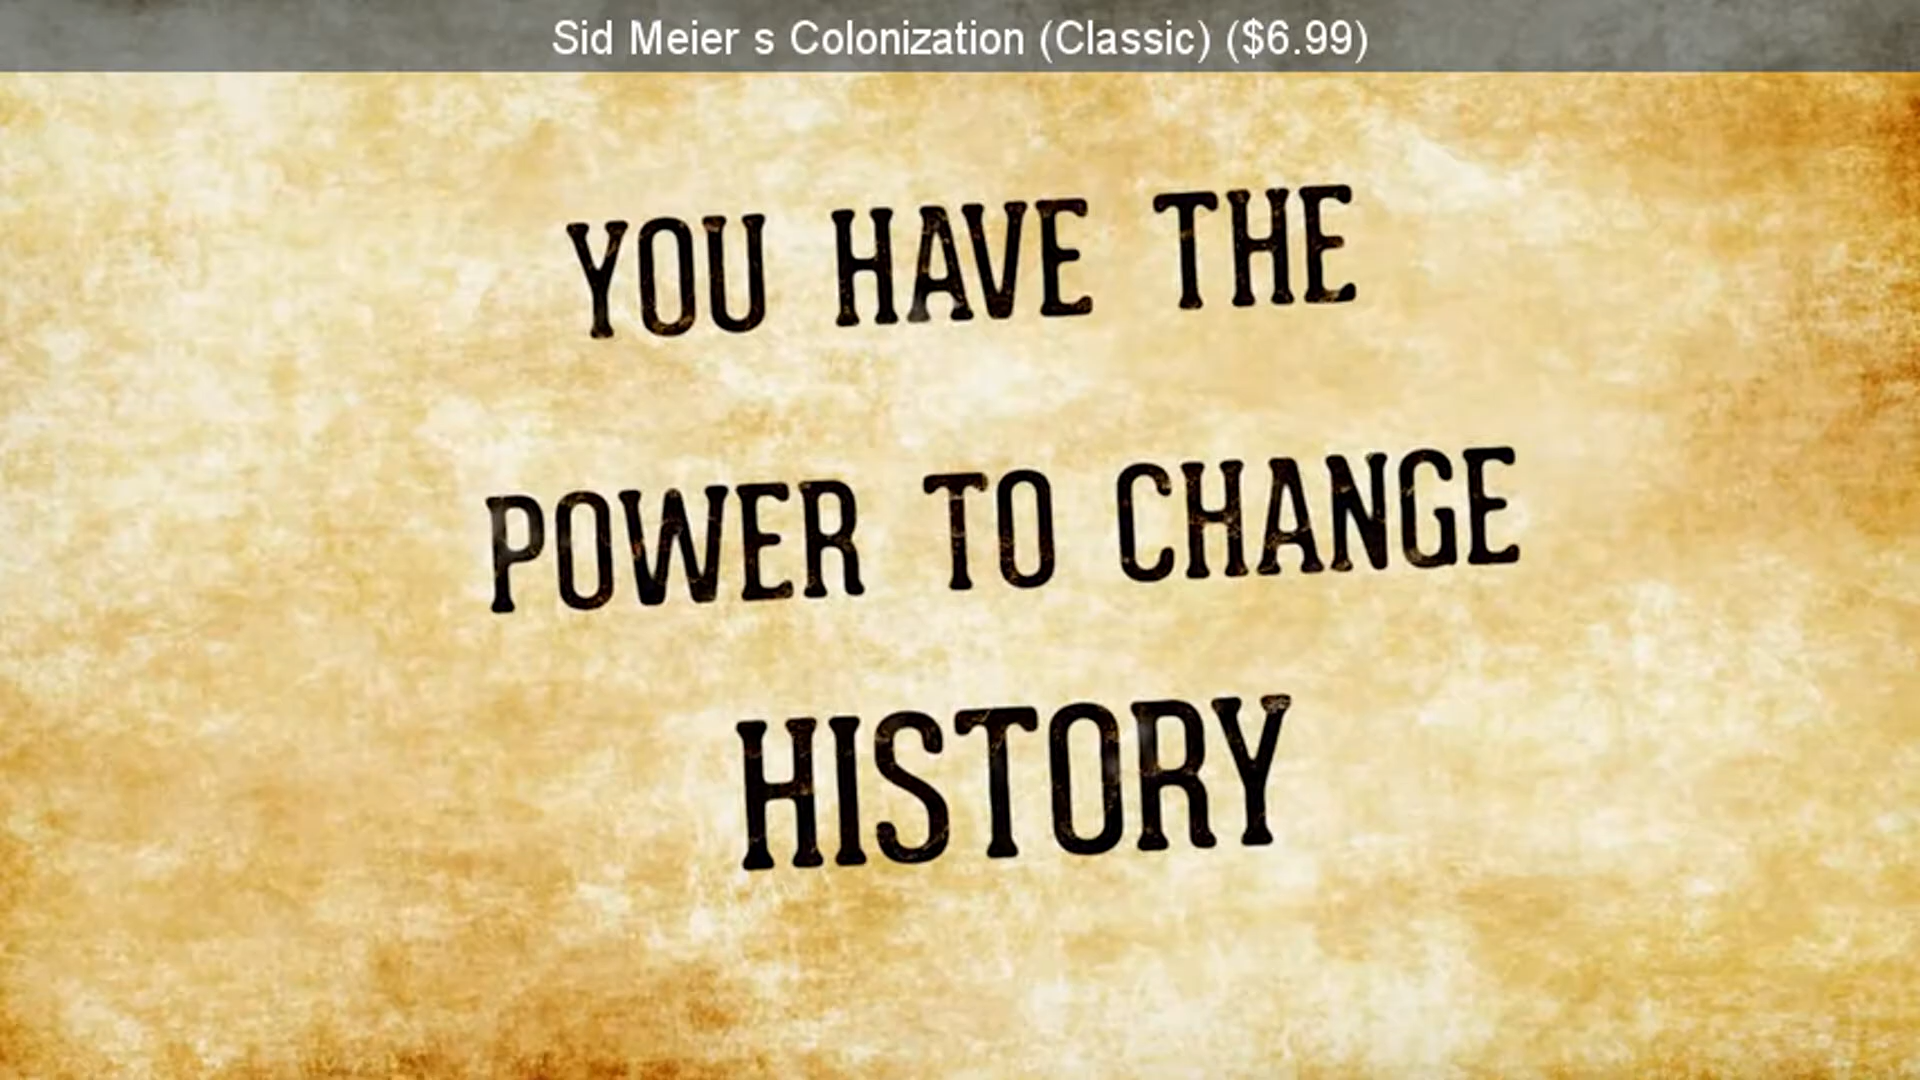 Sid Meier s Colonization (Classic) ($6.99)
YOU HAVE THE
POWER TO CHANGE
HISTORY